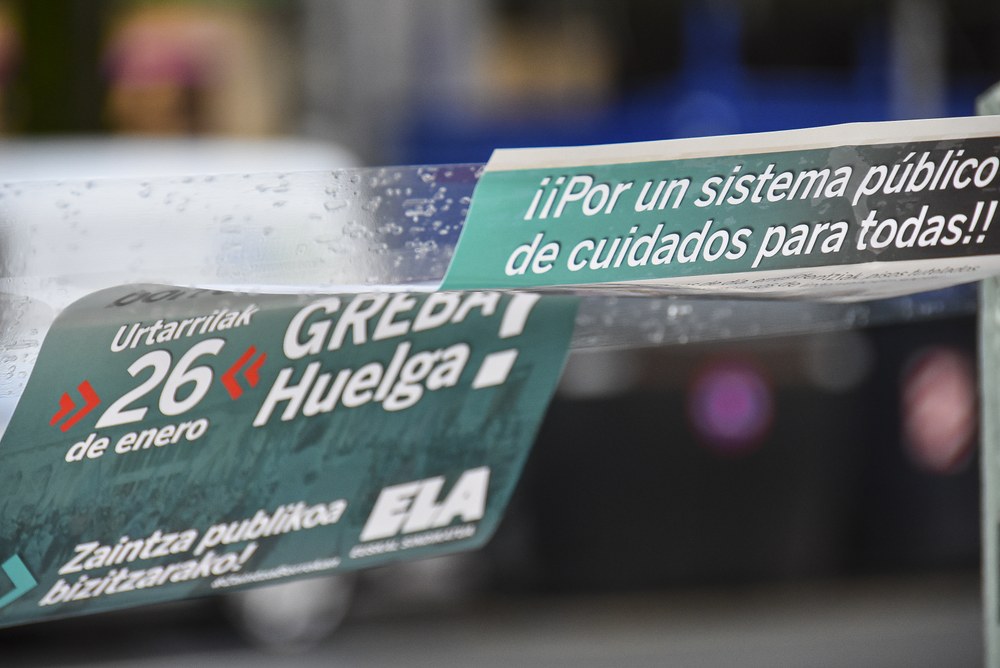 ¡¡Por un sistema público
de cuidados para todas!!
Urtarrilak
»26«
de enero
GREBA!
Huelga
Zaintza publikoa
bizitzarako!
ELA